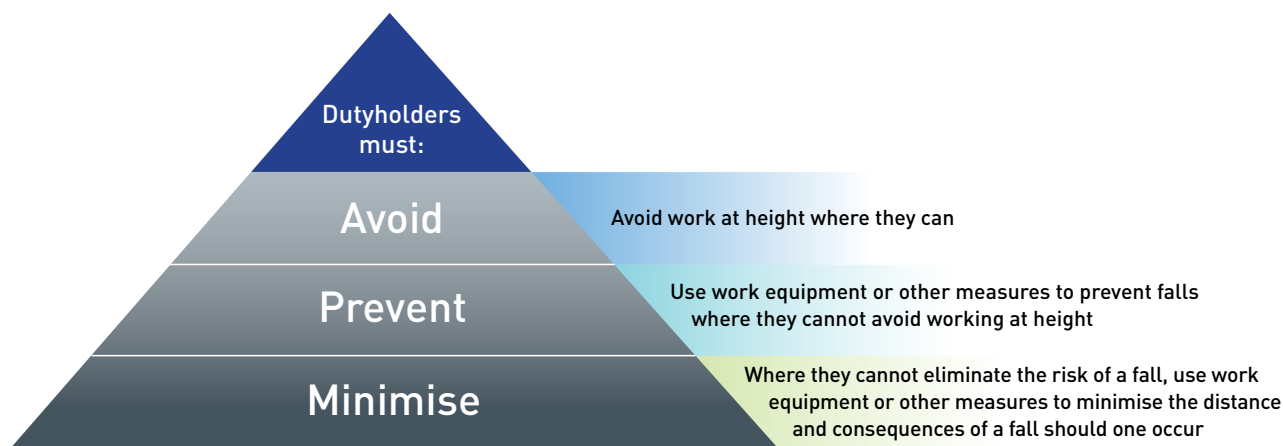 Dutyholders
must:
Avoid
Avoid work at height where they can
Prevent
Use work equipment or other measures to prevent falls
where they cannot avoid working at height
Minimise
Where they cannot eliminate the risk of a fall, use work
equipment or other measures to minimise the distance
and consequences of a fall should one occur